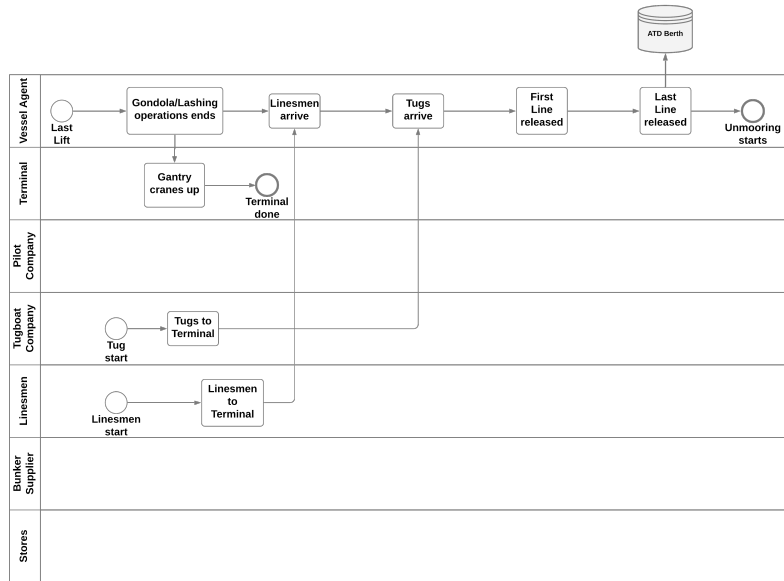 ATD Berth
Vessel Agent
Last
Lift
Gondola/Lashing
operations ends
Linesmen
arrive
Tugs
arrive
First
Line
released
Last
Line
released
Unmooring
starts
Terminal
Gantry
cranes up
Terminal
done
Pilot
Company
Tugboat
Company
Tug
start
Tugs to
Terminal
Linesmen
Linesmen
start
Linesmen
to
Terminal
Bunker
Supplier
Stores